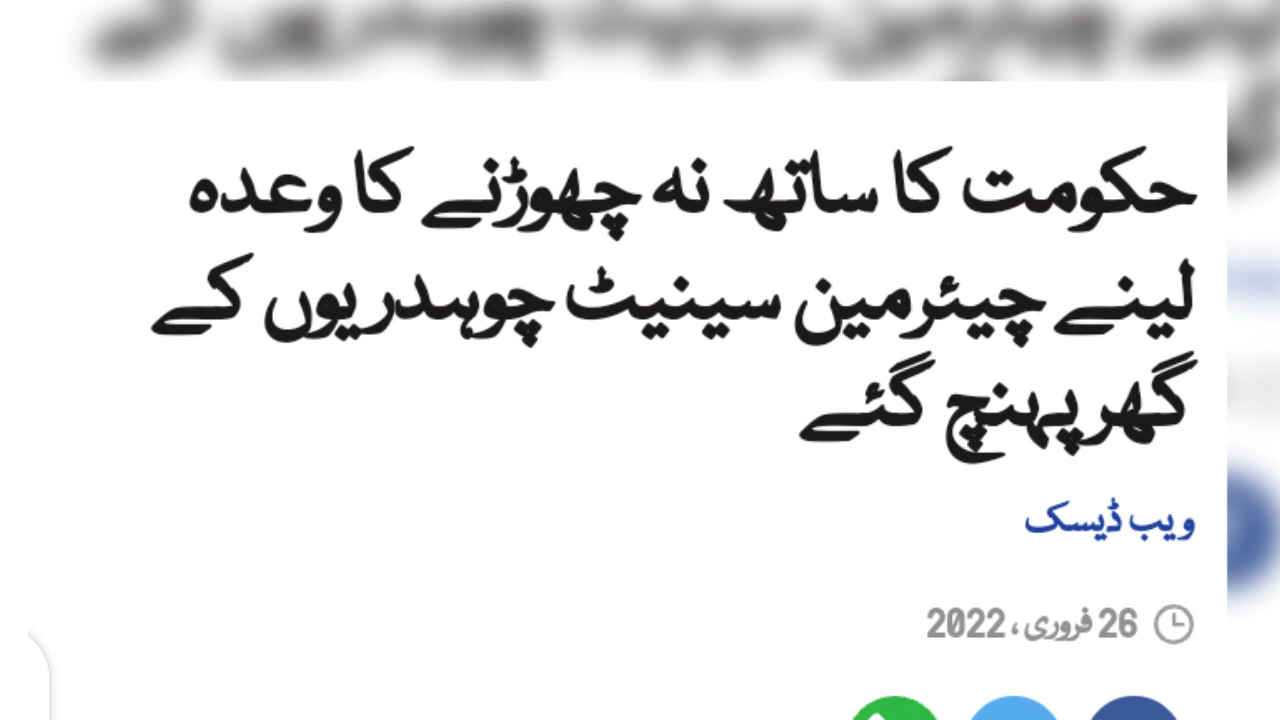 حکومت کا ساتھ نہ چھوڑنے کا وعدہ
لینے چیئرمین سینیٹ چوہدریوں کے
گھر پہنچ گئے
ویب ڈیسک
26 فروری ، 2022